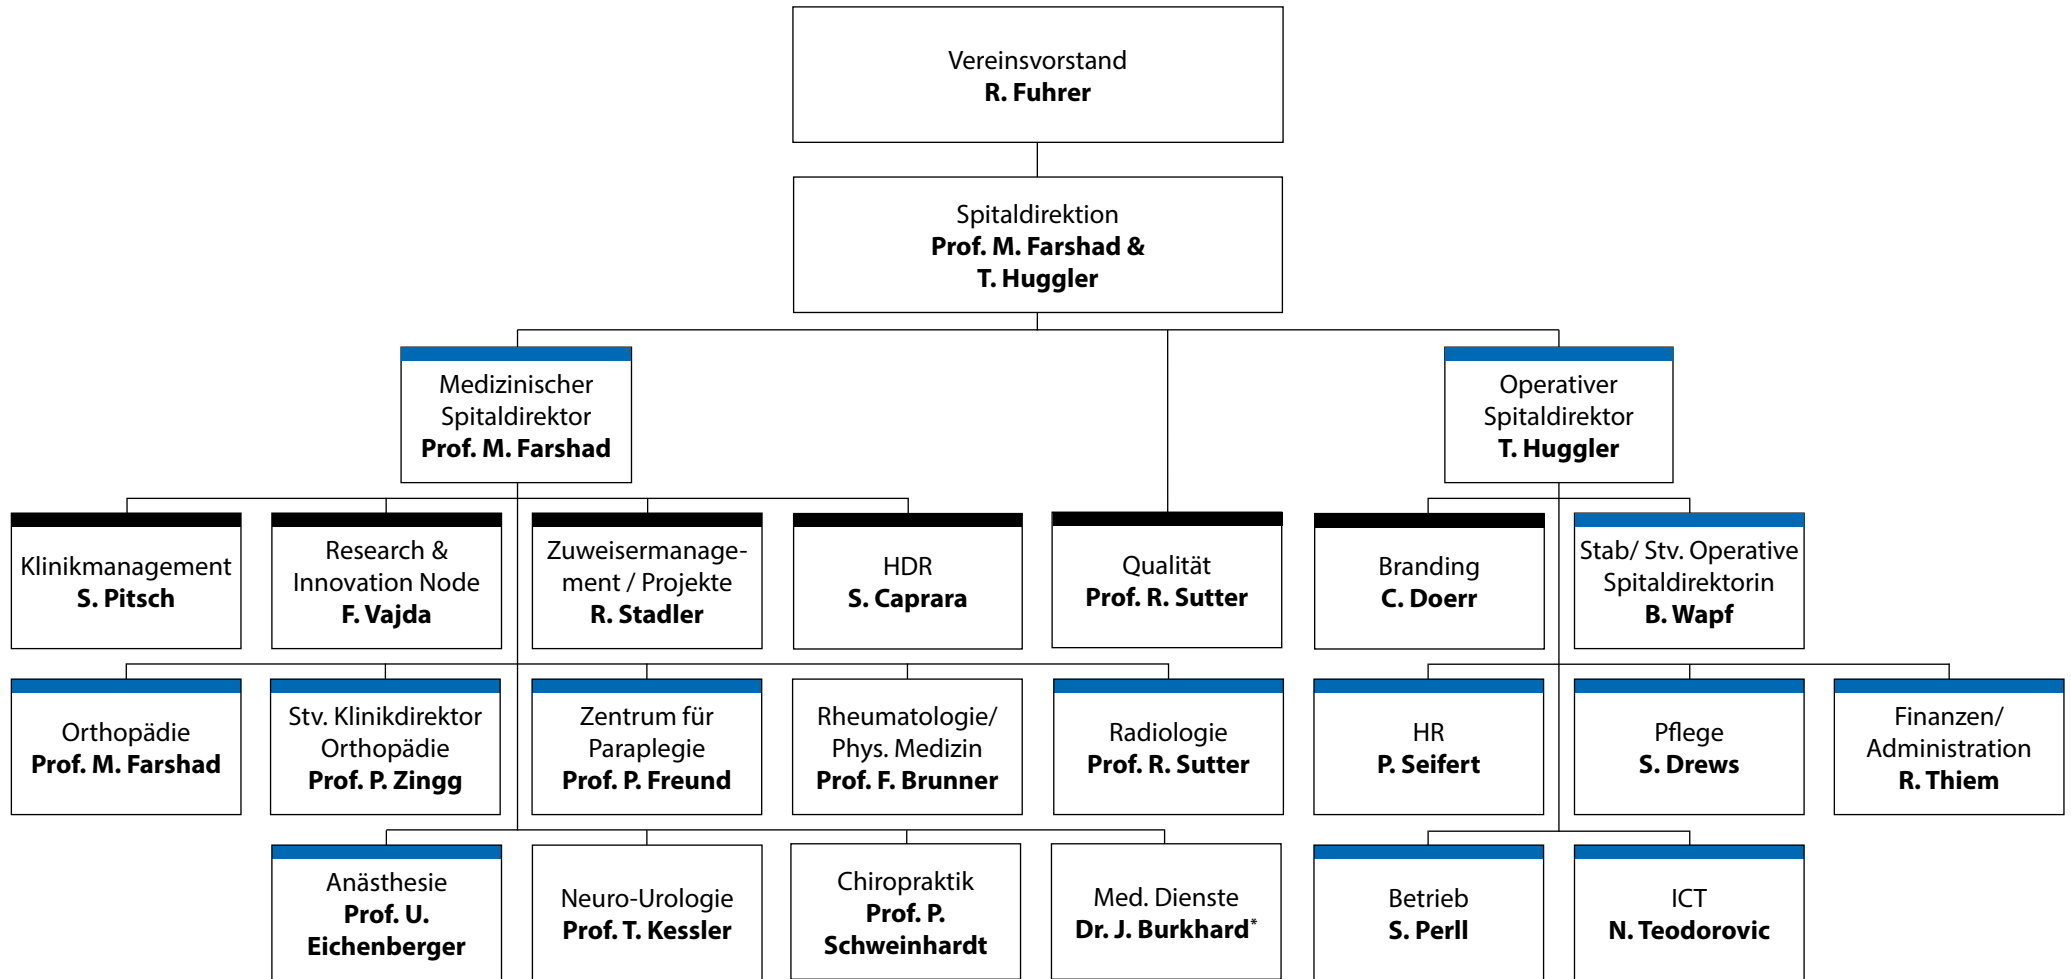 Vereinsvorstand
R. Fuhrer
Spitaldirektion
Prof. M. Farshad &
T. Huggler
Medizinischer
Spitaldirektor
Prof. M. Farshad
Operativer
Spitaldirektor
T. Huggler
Klinikmanagement
S. Pitsch
Research &
Innovation Node
F. Vajda
Zuweisermanage-
ment / Projekte
R. Stadler
HDR
S. Caprara
Qualität
Prof. R. Sutter
Branding
C. Doerr
Stab/ Stv. Operative
Spitaldirektorin
B. Wapf
Orthopädie
Prof. M. Farshad
Stv. Klinikdirektor
Orthopädie
Prof. P. Zingg
Zentrum für
Paraplegie
Prof. P. Freund
Rheumatologie/
Phys. Medizin
Prof. F. Brunner
Radiologie
Prof. R. Sutter
HR
P. Seifert
Pflege
S. Drews
Finanzen/
Administration
R. Thiem
Anästhesie
Prof. U.
Eichenberger
Neuro-Urologie
Prof. T. Kessler
Chiropraktik
Prof. P.
Schweinhardt
Med. Dienste
Dr. J. Burkhard*
Betrieb
S. Perll
ICT
N. Teodorovic